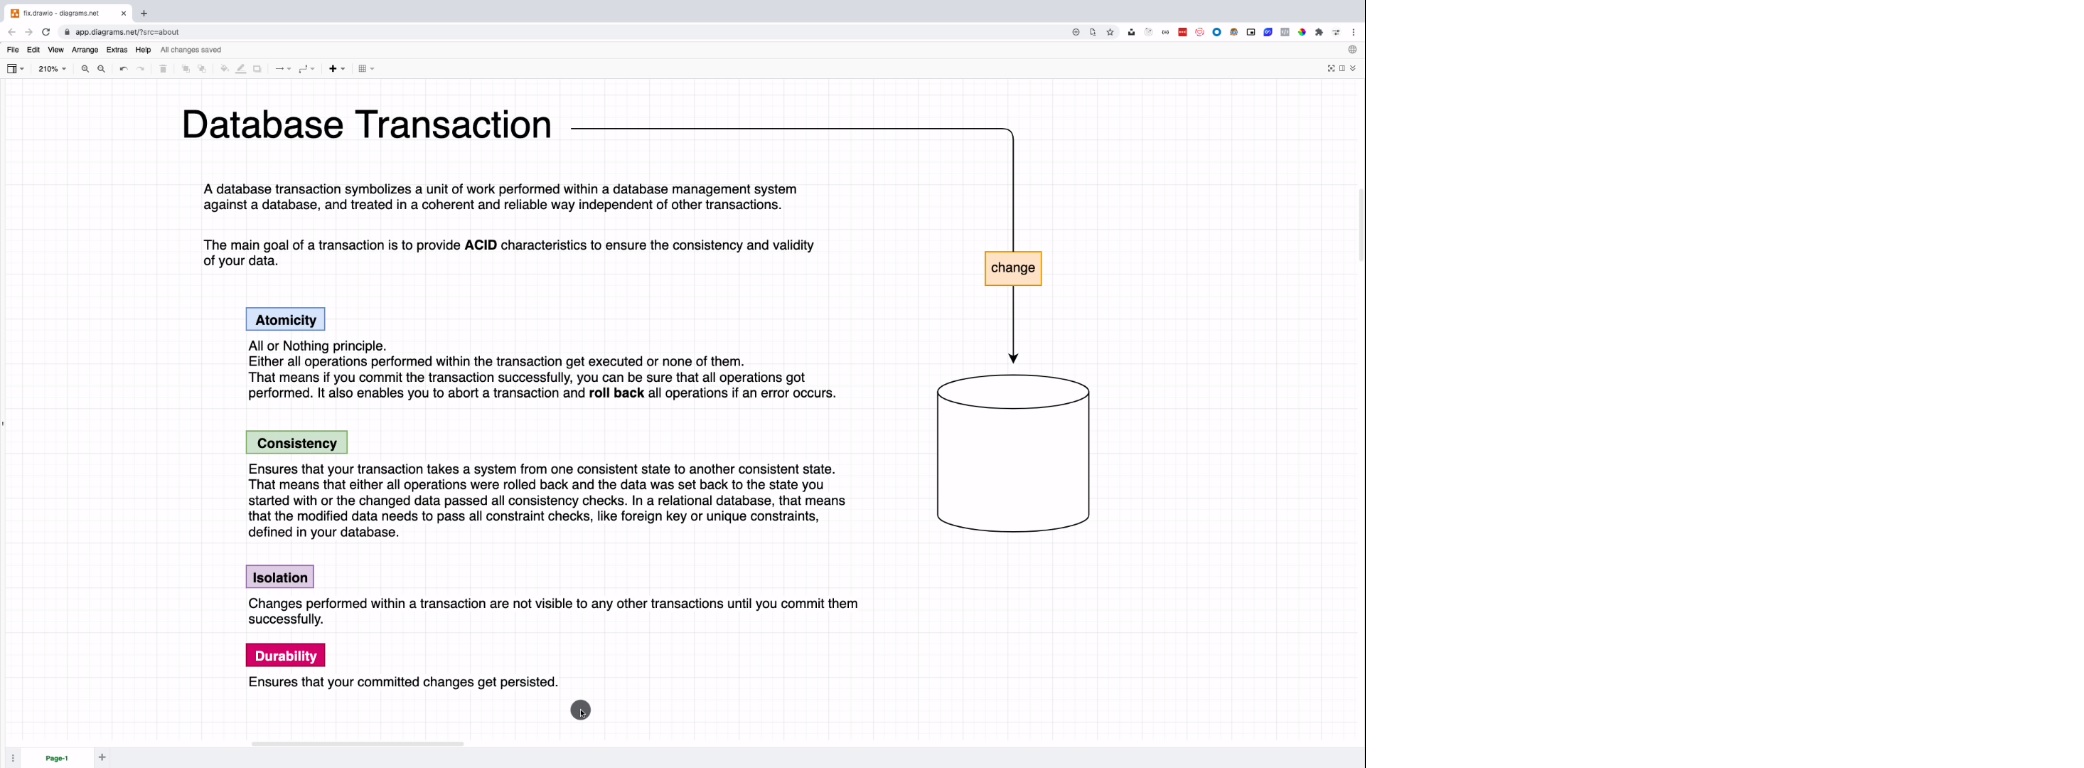 fix.drawio - diagrams.net
app.diagrams.net/?src=about
File Edit View Arrange Extras Help All changes saved
210%
Database Transaction
A database transaction symbolizes a unit of work performed within a database management system
against a database, and treated in a coherent and reliable way independent of other transactions.
The main goal of a transaction is to provide ACID characteristics to ensure the consistency and validity
of your data.
change
Atomicity
All or Nothing principle.
Either all operations performed within the transaction get executed or none of them.
That means if you commit the transaction successfully, you can be sure that all operations got
performed. It also enables you to abort a transaction and roll back all operations if an error occurs.
Consistency
Ensures that your transaction takes a system from one consistent state to another consistent state.
That means that either all operations were rolled back and the data was set back to the state you
started with or the changed data passed all consistency checks. In a relational database, that means
that the modified data needs to pass all constraint checks, like foreign key or unique constraints,
defined in your database.
Isolation
Changes performed within a transaction are not visible to any other transactions until you commit them
successfully.
Durability
Ensures that your committed changes get persisted.
Page-1